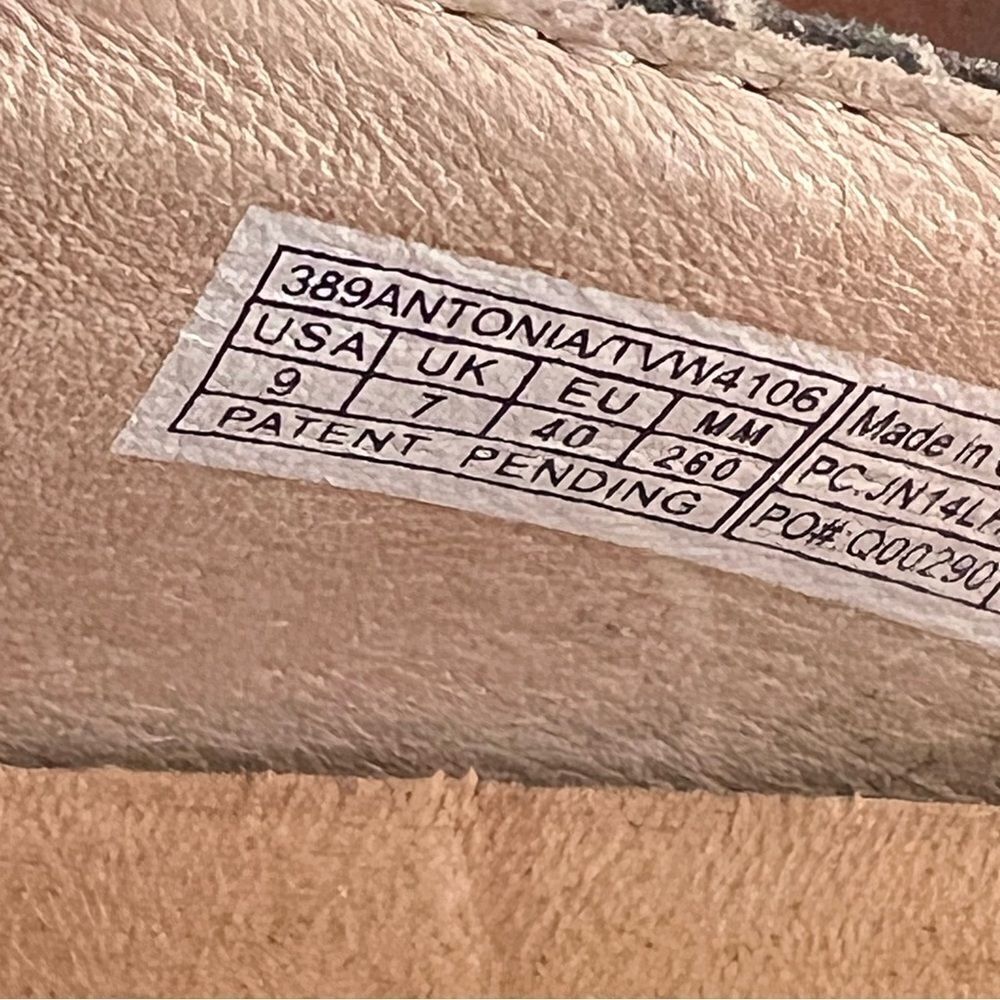 389ANTONIA/TVW4106
USA UK EU MM
9 7 40 260
PATENT PENDING
Made in
PC:JN14L
PO#:Q00290